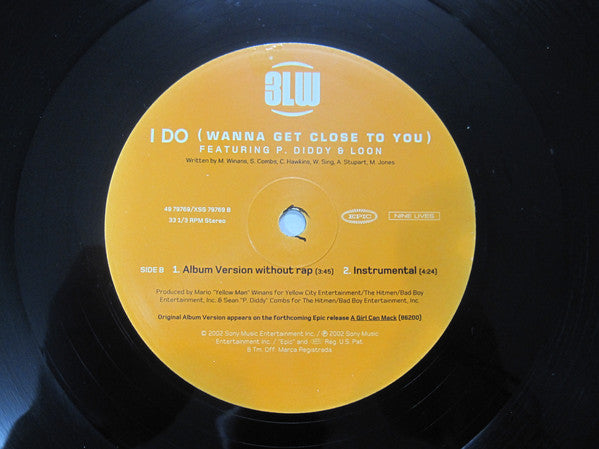 3LW
I DO (WANNA GET CLOSE TO YOU)
FEATURING P. DIDDY & LOON
Written by M. Winans, S. Combs, C. Hawkins, W. Sing, A. Stupart, M. Jones
49 79769/XSS 79769 B
33 1/3 RPM Stereo
EPIC
NINE LIVES
SIDE B 1. Album Version without rap (3:45) 2. Instrumental (4:24)
Produced by Mario "Yellow Man" Winans for Yellow City Entertainment/The Hitmen/Bad Boy
Entertainment, Inc. & Sean "P. Diddy" Combs for The Hitmen/Bad Boy Entertainment, Inc.
Original Album Version appears on the forthcoming Epic release A Girl Can Mack (86200)
© 2002 Sony Music Entertainment Inc. / ℗ 2002 Sony Music
Entertainment Inc. / "Epic" and Reg. U.S. Pat.
& Tm. Off. Marca Registrada